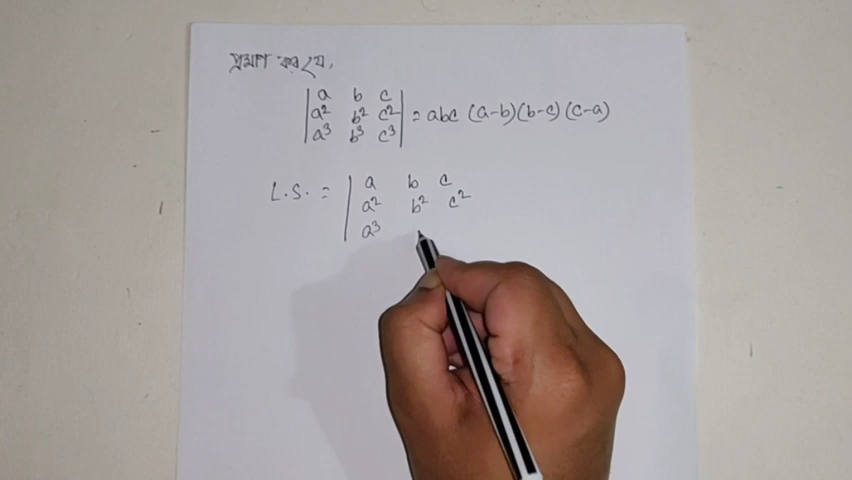 প্রমাণ কর যে,
| a b c |
| a² b² c² | = abc (a-b)(b-c)(c-a)
| a³ b³ c³ |
L.S. = | a b c
a² b² c²
a³